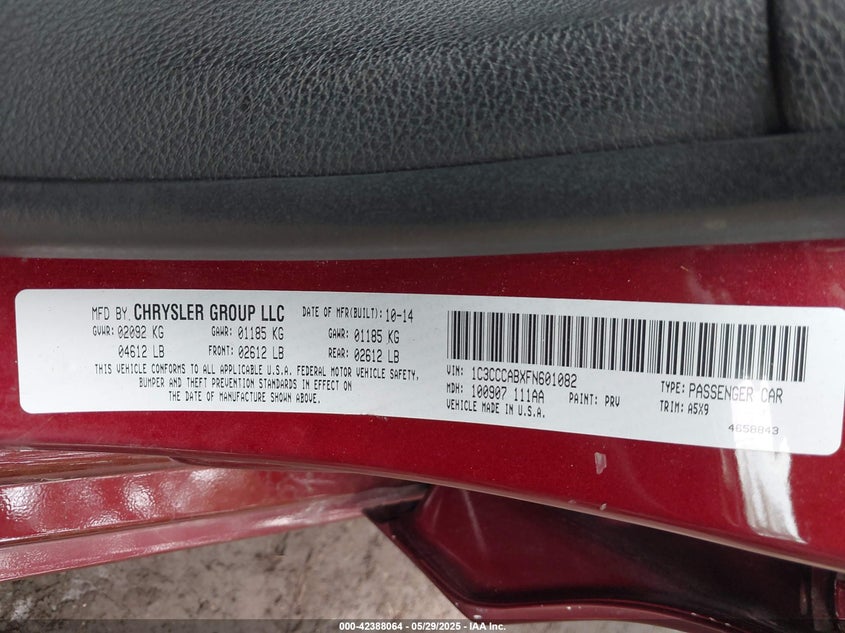 MFD BY. CHRYSLER GROUP LLC DATE OF MFR(BUILT): 10-14
GVWR: 02092 KG GAWR: 01185 KG GAWR: 01185 KG
04612 LB FRONT: 02612 LB REAR: 02612 LB
THIS VEHICLE CONFORMS TO ALL APPLICABLE U.S.A. FEDERAL MOTOR VEHICLE SAFETY,
BUMPER AND THEFT PREVENTION STANDARDS IN EFFECT ON
THE DATE OF MANUFACTURE SHOWN ABOVE.
VIN: 1C3CCCABXFN601082 TYPE: PASSENGER CAR
MDH: 100907 111AA PAINT: PRV TRIM: A5X9
VEHICLE MADE IN U.S.A.
4658843
000-42388064 - 05/29/2025 - IAA Inc.